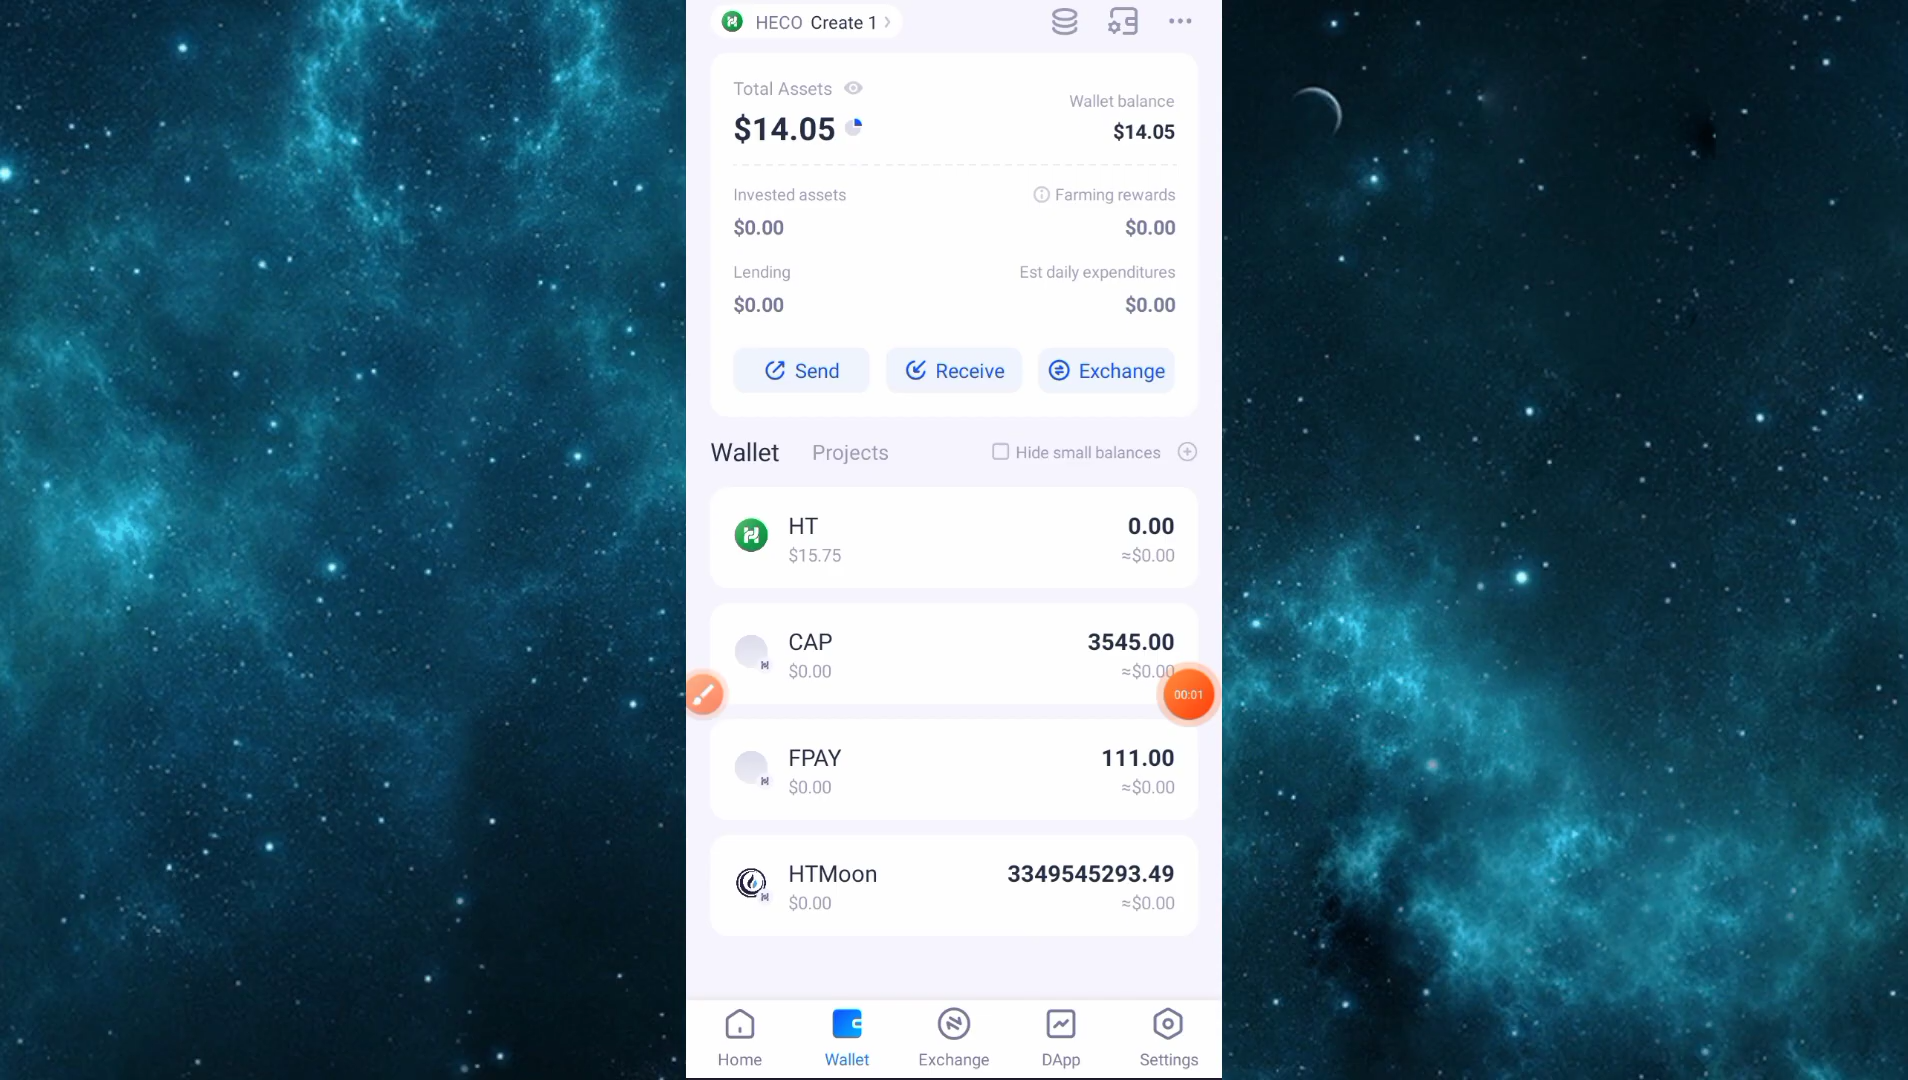 HECO Create 1
Total Assets
Wallet balance
$14.05
$14.05
Invested assets
Farming rewards
$0.00
$0.00
Lending
Est daily expenditures
$0.00
$0.00
Send
Receive
Exchange
Wallet
Projects
Hide small balances
HT
0.00
$15.75
≈$0.00
CAP
3545.00
$0.00
≈$0.00
00:01
FPAY
111.00
$0.00
≈$0.00
HTMoon
3349545293.49
$0.00
≈$0.00
Home
Wallet
Exchange
DApp
Settings